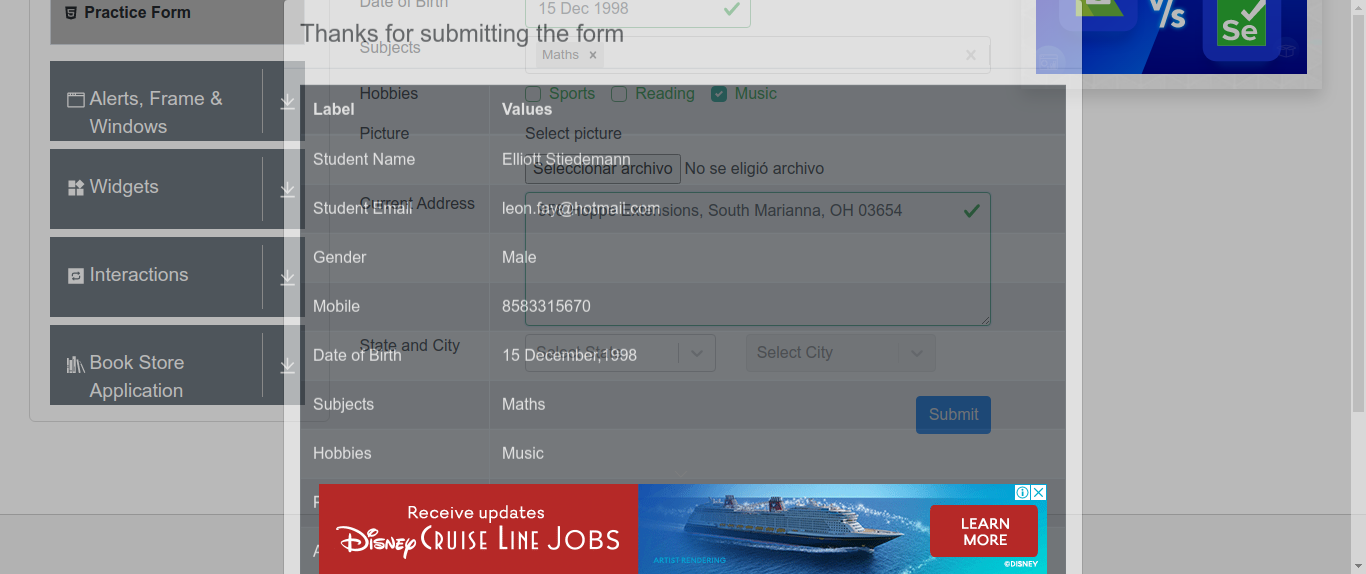 Practice Form
Alerts, Frame &
Windows
Widgets
Interactions
Book Store
Application
Date of Birth
15 Dec 1998
Thanks for submitting the form
Subjects
Maths
Hobbies
Sports
Reading
Music
Picture
Select picture
Seleccionar archivo
No se eligió archivo
Current Address
Extensions, South Marianna, OH 03654
State and City
Select State
Select City
Submit
Label Values
Student Name Elliott Stiedemann
Student Email leon.fay@hotmail.com
Gender Male
Mobile 8583315670
Date of Birth 15 December,1998
Subjects Maths
Hobbies Music
V/s
Se
Receive updates
Disney CRUISE LINE JOBS
ARTIST RENDERING
LEARN
MORE
©DISNEY